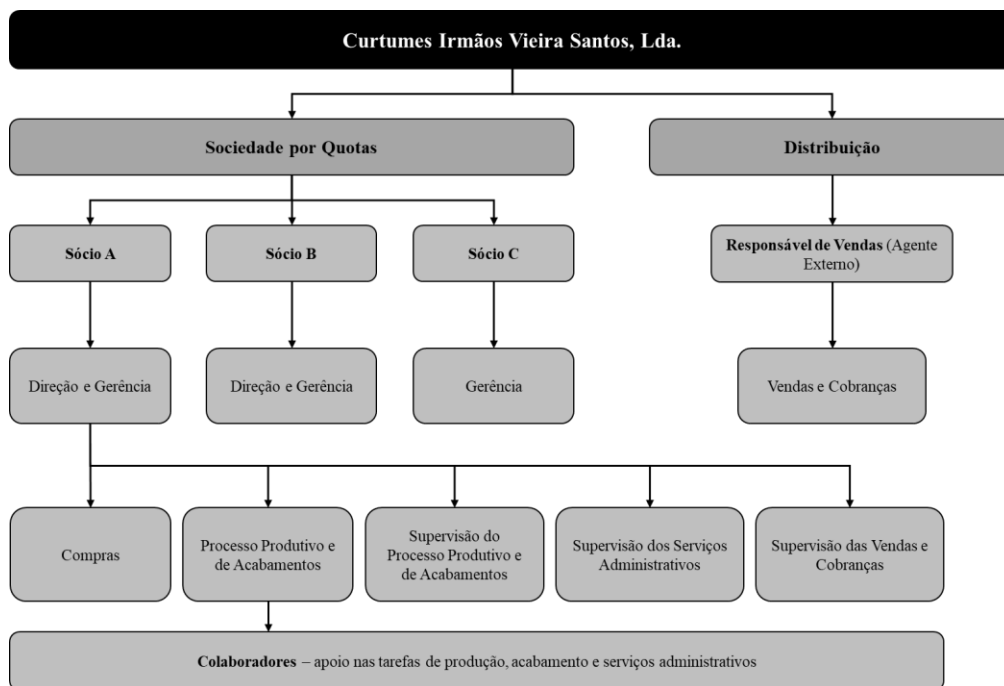 Curtumes Irmãos Vieira Santos, Lda.
Sociedade por Quotas
Distribuição
Sócio A
Sócio B
Sócio C
Responsável de Vendas (Agente
Externo)
Direção e Gerência
Direção e Gerência
Gerência
Vendas e Cobranças
Compras
Processo Produtivo e
de Acabamentos
Supervisão do
Processo Produtivo e
de Acabamentos
Supervisão dos Serviços
Administrativos
Supervisão das Vendas e
Cobranças
Colaboradores – apoio nas tarefas de produção, acabamento e serviços administrativos